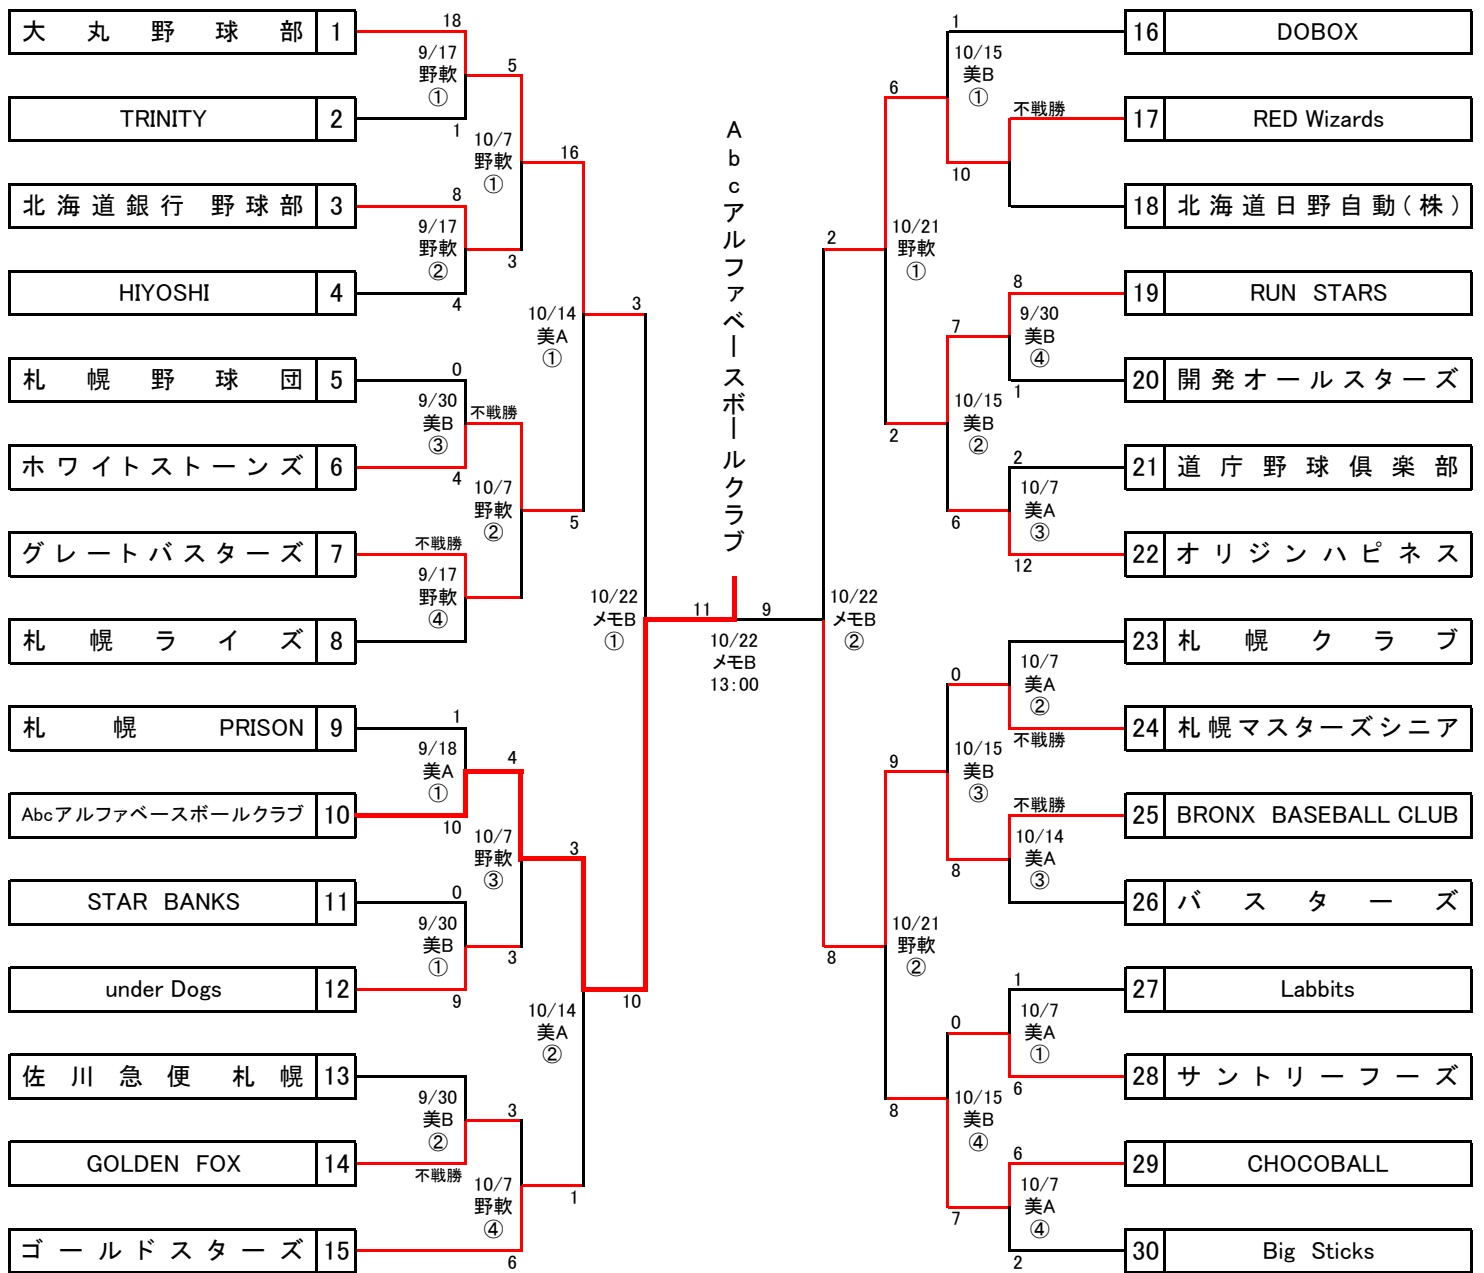 大丸野球部 1
TRINITY 2
北海道銀行 野球部 3
HIYOSHI 4
札幌野球団 5
ホワイトストーンズ 6
グレートバスターズ 7
札幌ライズ 8
札幌 PRISON 9
Abcアルファベースボールクラブ 10
STAR BANKS 11
under Dogs 12
佐川急便 札幌 13
GOLDEN FOX 14
ゴールドスターズ 15
18
9/17
野軟
①
1
8
9/17
野軟
②
4
0
9/30
美B
③
4
不戦勝
9/17
野軟
④
1
9/18
美A
①
10
0
9/30
美B
①
9
9/30
美B
②
不戦勝
5
10/7
野軟
①
3
不戦勝
10/7
野軟
②
4
10/7
野軟
③
3
3
10/7
野軟
④
6
16
10/14
美A
①
5
3
10/14
美A
②
1
3
10/22
メモB
①
10
Abcアルファベースボールクラブ
11
9
10/22
メモB
13:00
2
10/22
メモB
②
8
6
10/21
野軟
①
2
9
10/21
野軟
②
8
1
10/15
美B
①
10
7
10/15
美B
②
6
0
10/15
美B
③
8
0
10/15
美B
④
7
不戦勝
8
9/30
美B
④
1
2
10/7
美A
③
12
10/7
美A
②
不戦勝
不戦勝
10/14
美A
③
1
10/7
美A
①
6
6
10/7
美A
④
2
16 DOBOX
17 RED Wizards
18 北海道日野自動(株)
19 RUN STARS
20 開発オールスターズ
21 道庁野球倶楽部
22 オリジンハピネス
23 札幌クラブ
24 札幌マスターズシニア
25 BRONX BASEBALL CLUB
26 バスターズ
27 Labbits
28 サントリーフーズ
29 CHOCOBALL
30 Big Sticks